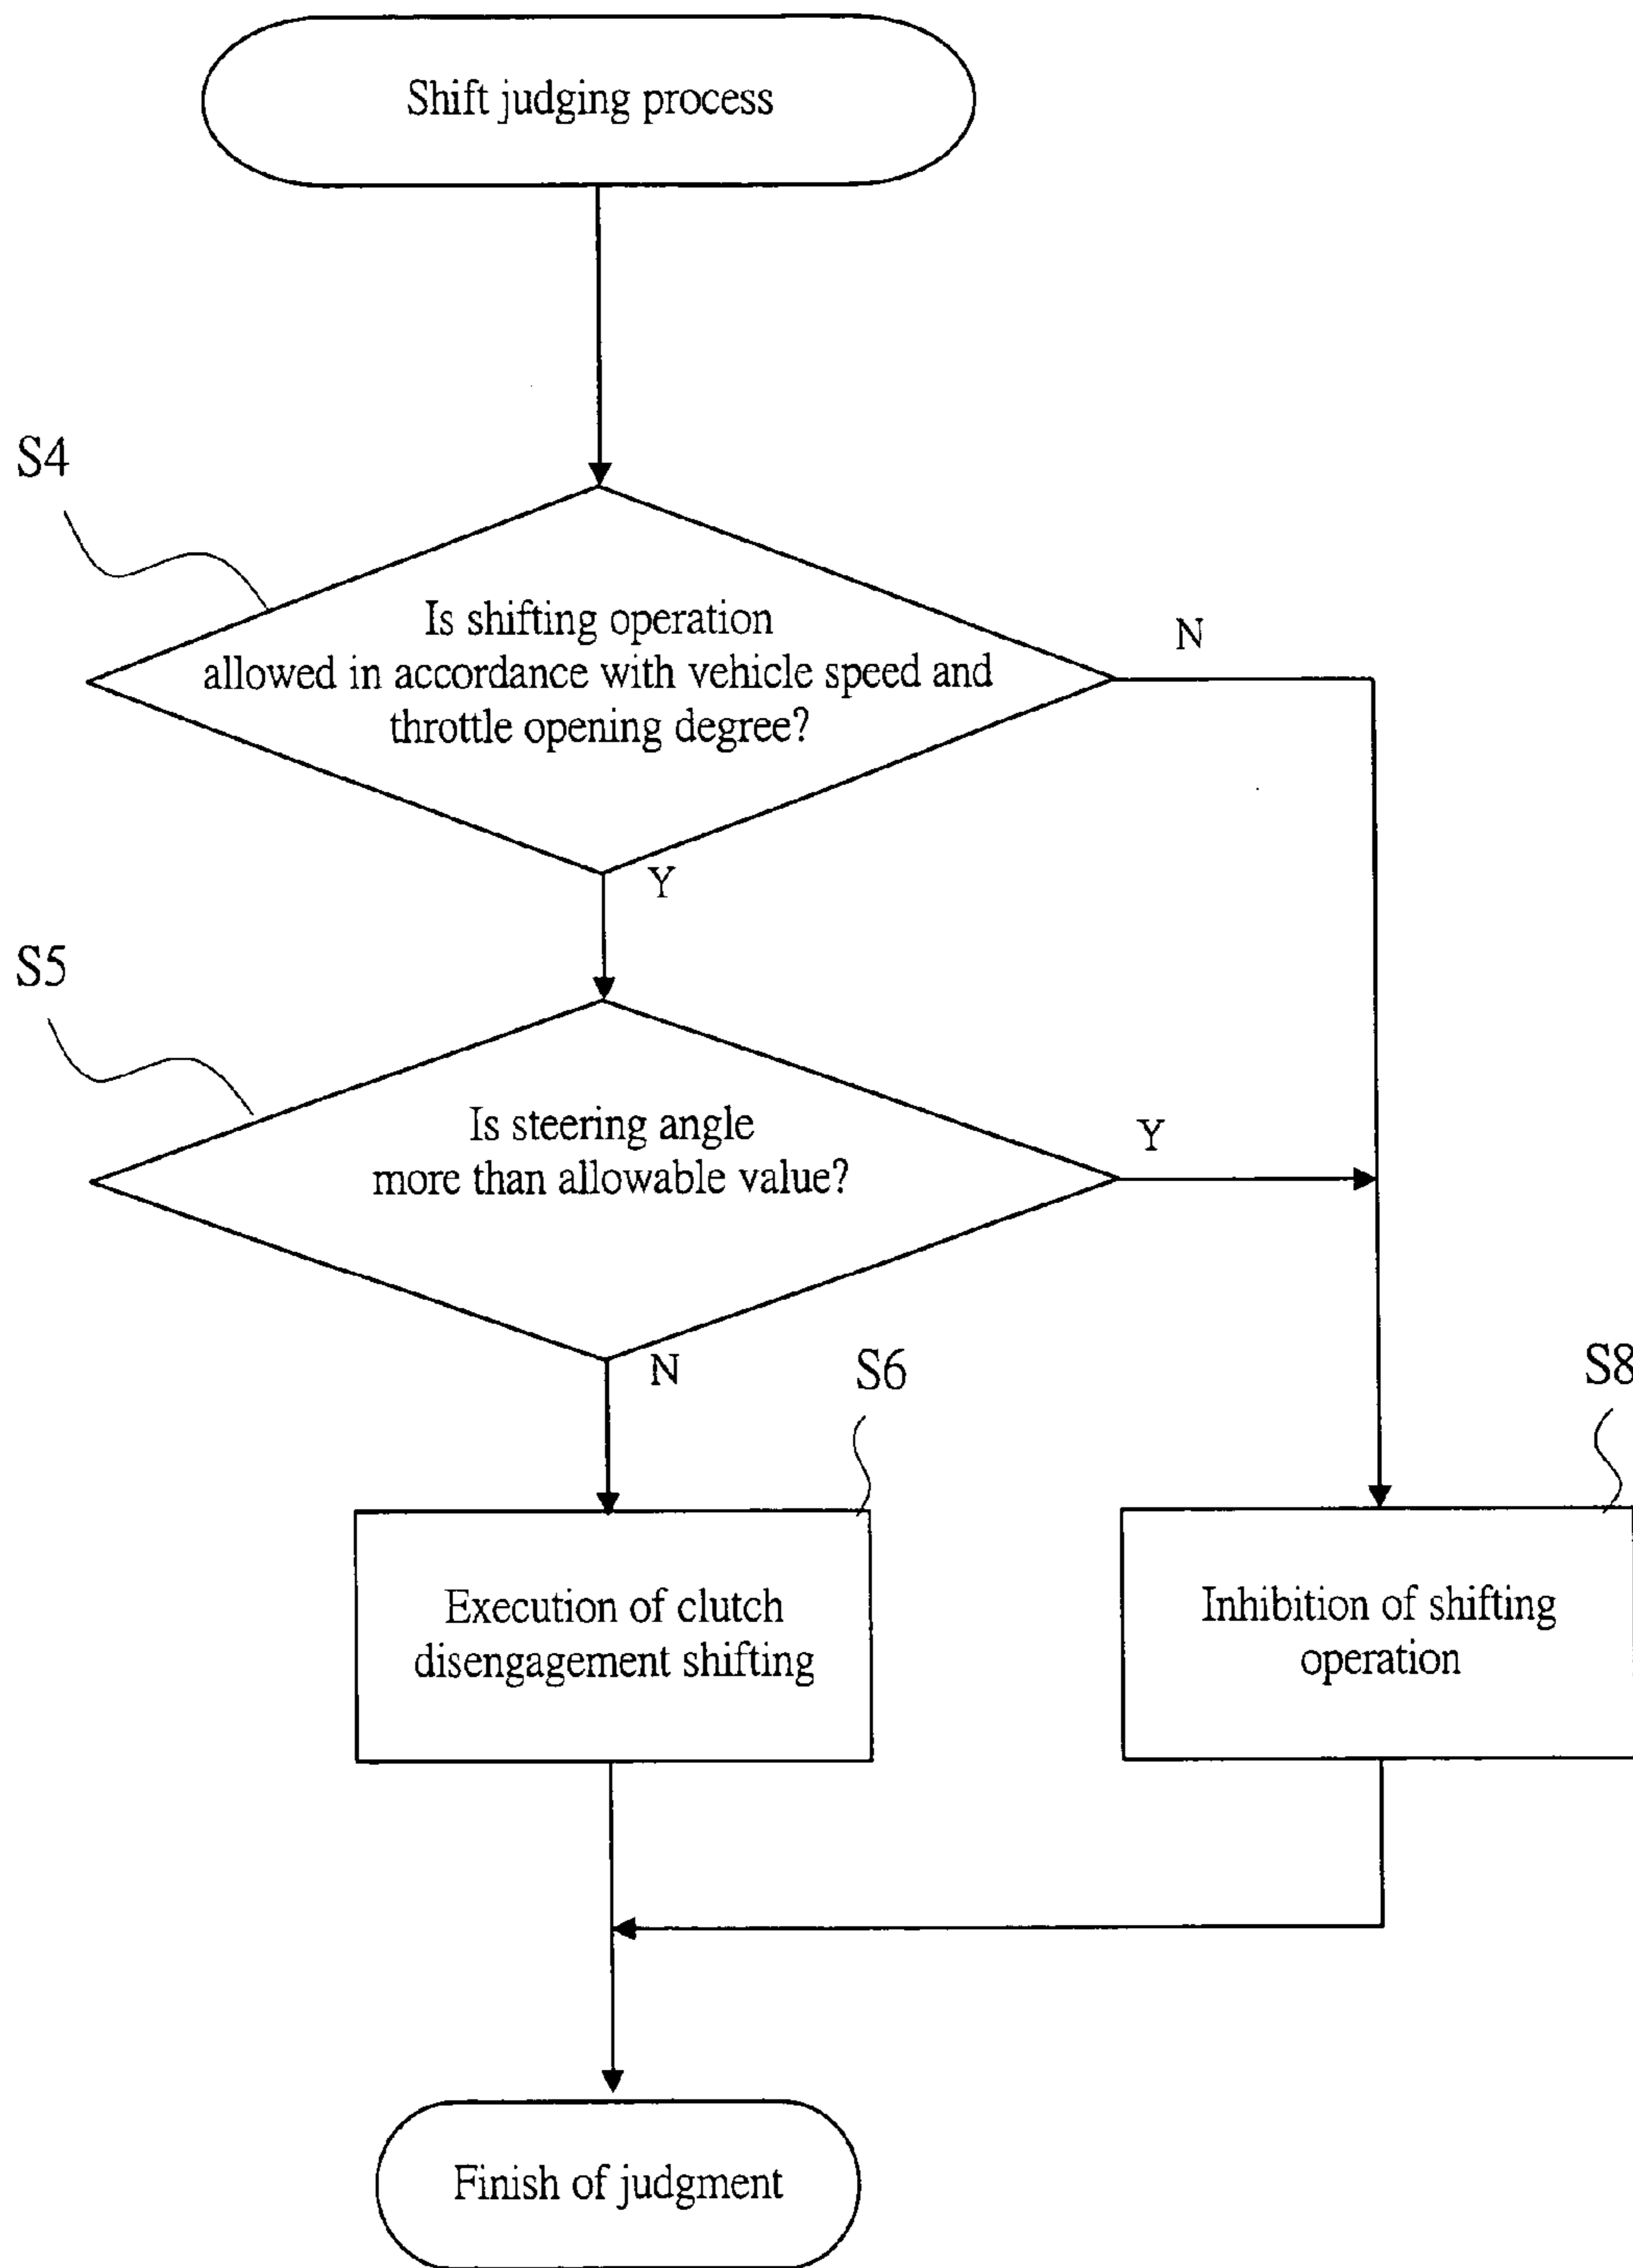 Shift judging process
S4
Is shifting operation
allowed in accordance with vehicle speed and
throttle opening degree?
N
Y
S5
Is steering angle
more than allowable value?
Y
N
S6
S8
Execution of clutch
disengagement shifting
Inhibition of shifting
operation
Finish of judgment